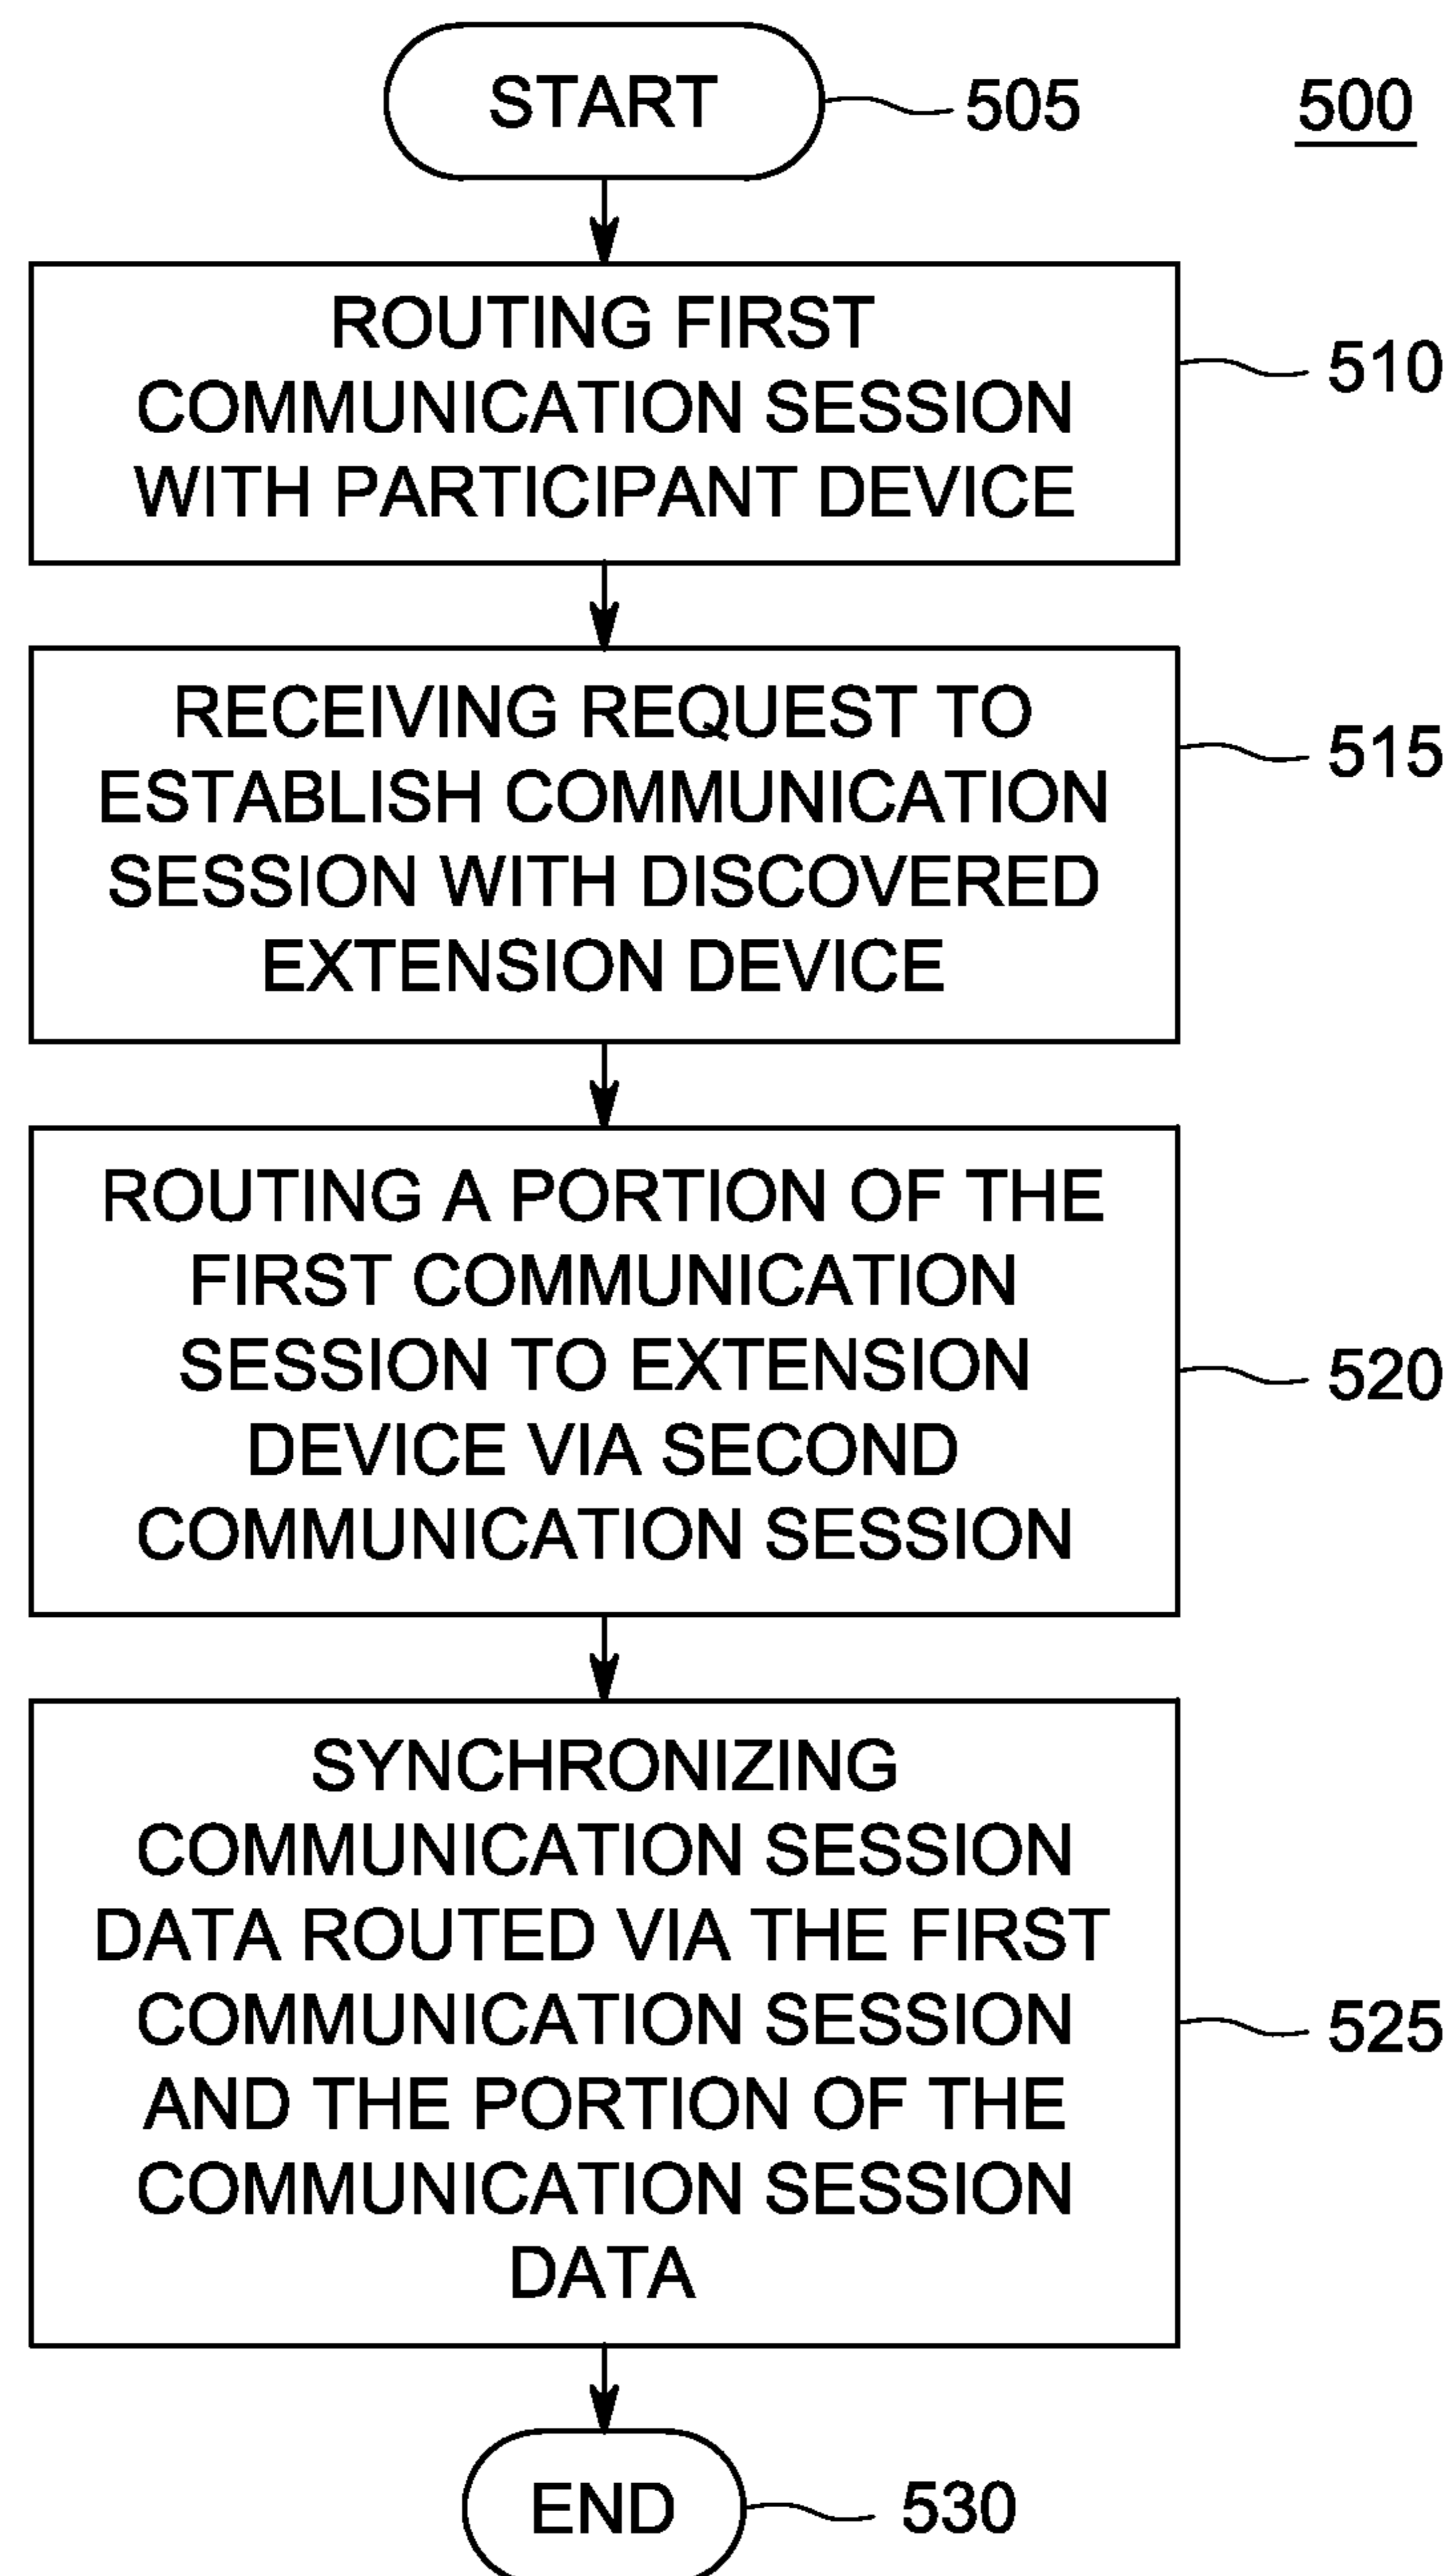 START
505
500
ROUTING FIRST
COMMUNICATION SESSION
WITH PARTICIPANT DEVICE
510
RECEIVING REQUEST TO
ESTABLISH COMMUNICATION
SESSION WITH DISCOVERED
EXTENSION DEVICE
515
ROUTING A PORTION OF THE
FIRST COMMUNICATION
SESSION TO EXTENSION
DEVICE VIA SECOND
COMMUNICATION SESSION
520
SYNCHRONIZING
COMMUNICATION SESSION
DATA ROUTED VIA THE FIRST
COMMUNICATION SESSION
AND THE PORTION OF THE
COMMUNICATION SESSION
DATA
525
END
530